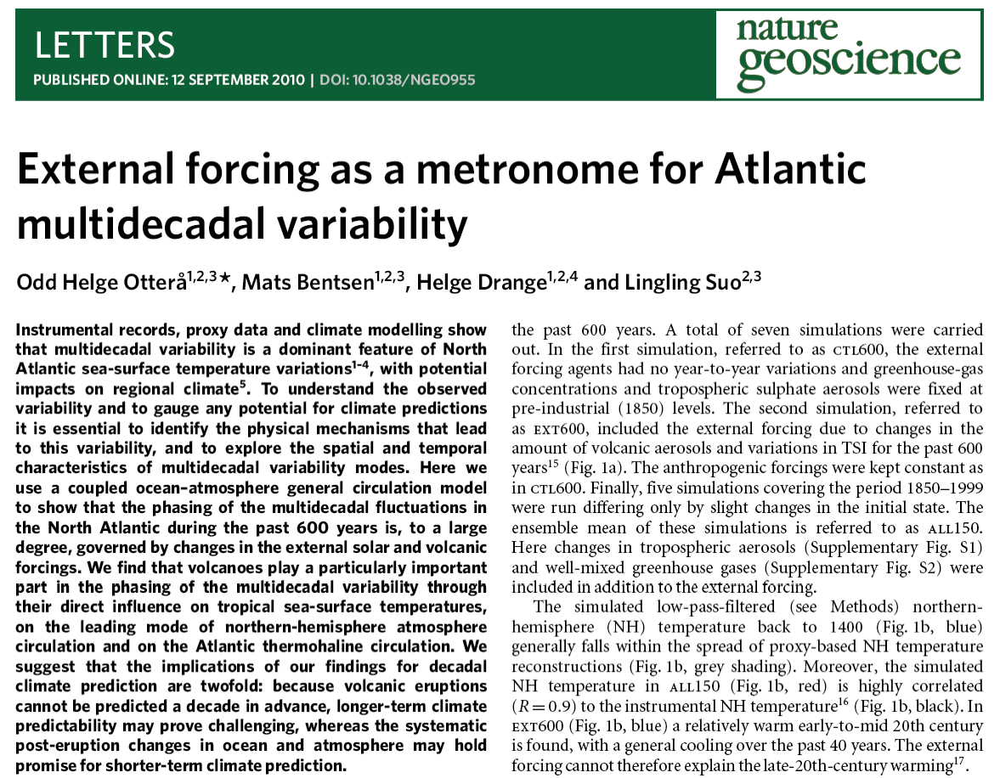 LETTERS
PUBLISHED ONLINE: 12 SEPTEMBER 2010 | DOI: 10.1038/NGEO955
nature
geoscience
External forcing as a metronome for Atlantic
multidecadal variability
Odd Helge Otterå1,2,3★, Mats Bentsen1,2,3, Helge Drange1,2,4 and Lingling Suo2,3
Instrumental records, proxy data and climate modelling show
that multidecadal variability is a dominant feature of North
Atlantic sea-surface temperature variations1–4, with potential
impacts on regional climate5. To understand the observed
variability and to gauge any potential for climate predictions
it is essential to identify the physical mechanisms that lead
to this variability, and to explore the spatial and temporal
characteristics of multidecadal variability modes. Here we
use a coupled ocean–atmosphere general circulation model
to show that the phasing of the multidecadal fluctuations in
the North Atlantic during the past 600 years is, to a large
degree, governed by changes in the external solar and volcanic
forcings. We find that volcanoes play a particularly important
part in the phasing of the multidecadal variability through
their direct influence on tropical sea-surface temperatures,
on the leading mode of northern-hemisphere atmosphere
circulation and on the Atlantic thermohaline circulation. We
suggest that the implications of our findings for decadal
climate prediction are twofold: because volcanic eruptions
cannot be predicted a decade in advance, longer-term climate
predictability may prove challenging, whereas the systematic
post-eruption changes in ocean and atmosphere may hold
promise for shorter-term climate prediction.
the past 600 years. A total of seven simulations were carried
out. In the first simulation, referred to as CTL600, the external
forcing agents had no year-to-year variations and greenhouse-gas
concentrations and tropospheric sulphate aerosols were fixed at
pre-industrial (1850) levels. The second simulation, referred to
as EXT600, included the external forcing due to changes in the
amount of volcanic aerosols and variations in TSI for the past 600
years15 (Fig. 1a). The anthropogenic forcings were kept constant as
in CTL600. Finally, five simulations covering the period 1850–1999
were run differing only by slight changes in the initial state. The
ensemble mean of these simulations is referred to as ALL150.
Here changes in tropospheric aerosols (Supplementary Fig. S1)
and well-mixed greenhouse gases (Supplementary Fig. S2) were
included in addition to the external forcing.
The simulated low-pass-filtered (see Methods) northern-
hemisphere (NH) temperature back to 1400 (Fig. 1b, blue)
generally falls within the spread of proxy-based NH temperature
reconstructions (Fig. 1b, grey shading). Moreover, the simulated
NH temperature in ALL150 (Fig. 1b, red) is highly correlated
(R = 0.9) to the instrumental NH temperature16 (Fig. 1b, black). In
EXT600 (Fig. 1b, blue) a relatively warm early-to-mid 20th century
is found, with a general cooling over the past 40 years. The external
forcing cannot therefore explain the late-20th-century warming17.